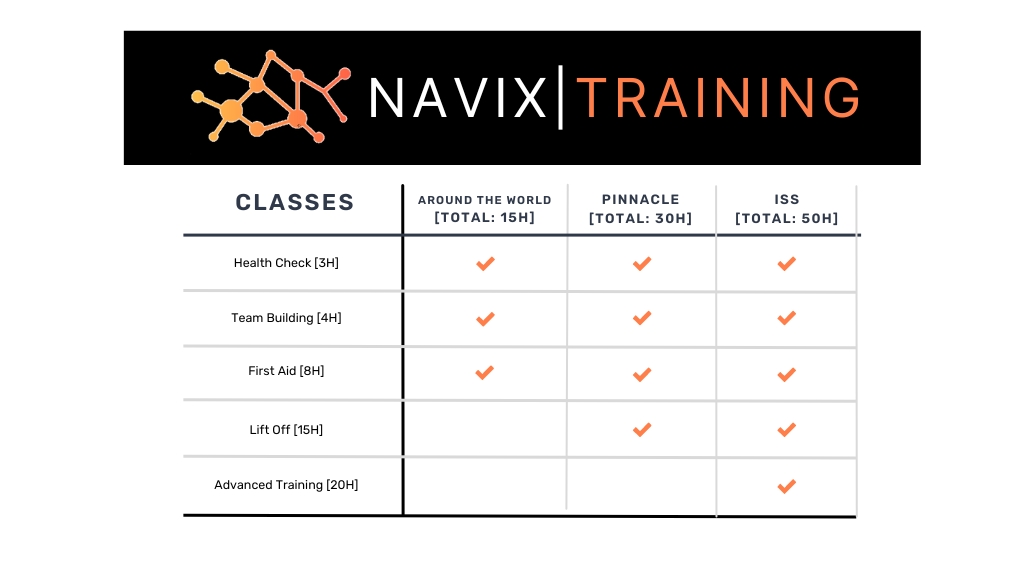 NAVIX|TRAINING
CLASSES
AROUND THE WORLD
[TOTAL: 15H]
PINNACLE
[TOTAL: 30H]
ISS
[TOTAL: 50H]
Health Check [3H]
Team Building [4H]
First Aid [8H]
Lift Off [15H]
Advanced Training [20H]